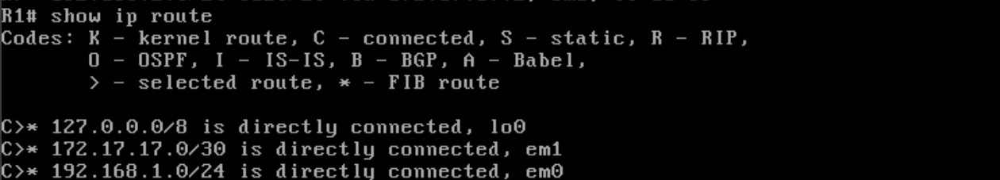 R1# show ip route
Codes: K - kernel route, C - connected, S - static, R - RIP,
       O - OSPF, I - IS-IS, B - BGP, A - Babel,
       > - selected route, * - FIB route

C>* 127.0.0.0/8 is directly connected, lo0
C>* 172.17.17.0/30 is directly connected, em1
C>* 192.168.1.0/24 is directly connected, em0